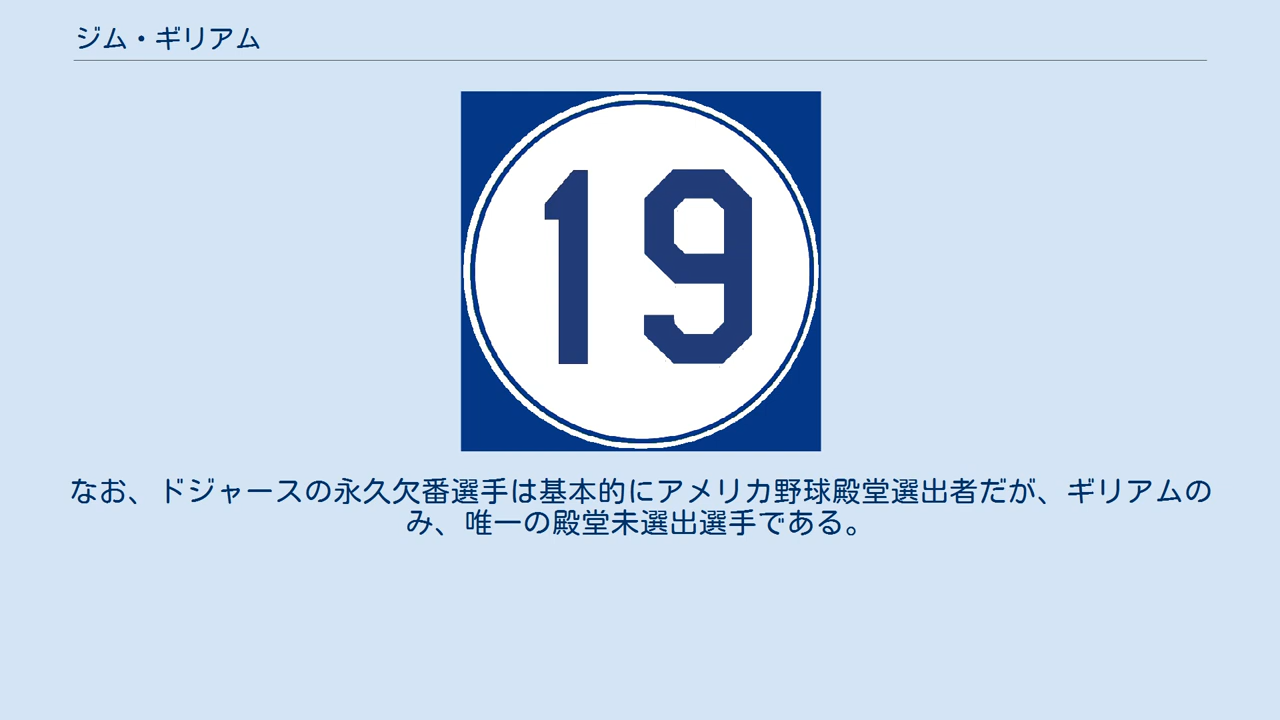 ジム・ギリアム
19
なお、ドジャースの永久欠番選手は基本的にアメリカ野球殿堂選出者だが、ギリアムの
み、唯一の殿堂未選出選手である。